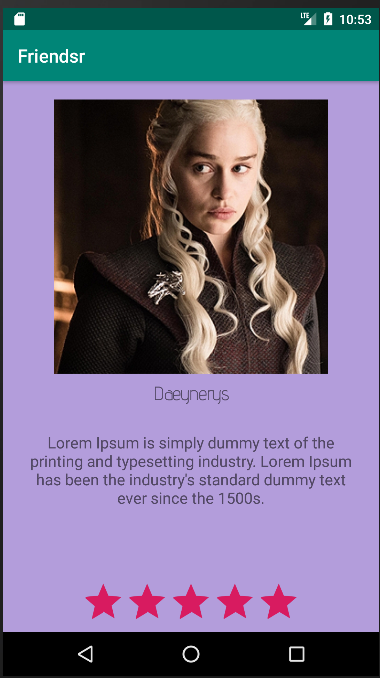 LTE 10:53
Friendsr
Daeynerys
Lorem Ipsum is simply dummy text of the
printing and typesetting industry. Lorem Ipsum
has been the industry's standard dummy text
ever since the 1500s.